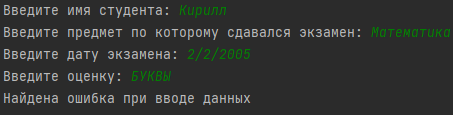 Введите имя студента: Кирилл
Введите предмет по которому сдавался экзамен: Математика
Введите дату экзамена: 2/2/2005
Введите оценку: БУКВЫ
Найдена ошибка при вводе данных